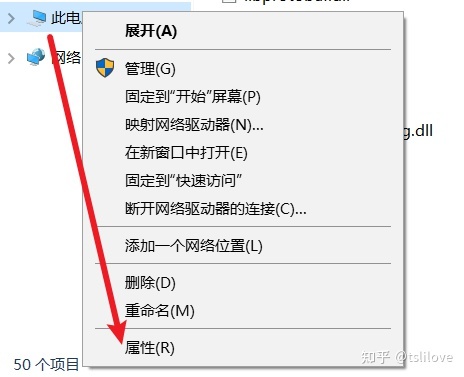 此电
展开(A)
网络
管理(G)
固定到“开始”屏幕(P)
映射网络驱动器(N)...
g.dll
在新窗口中打开(E)
固定到“快速访问”
断开网络驱动器的连接(C)...
添加一个网络位置(L)
删除(D)
重命名(M)
属性(R)
50 个项目
知乎 @tslilove